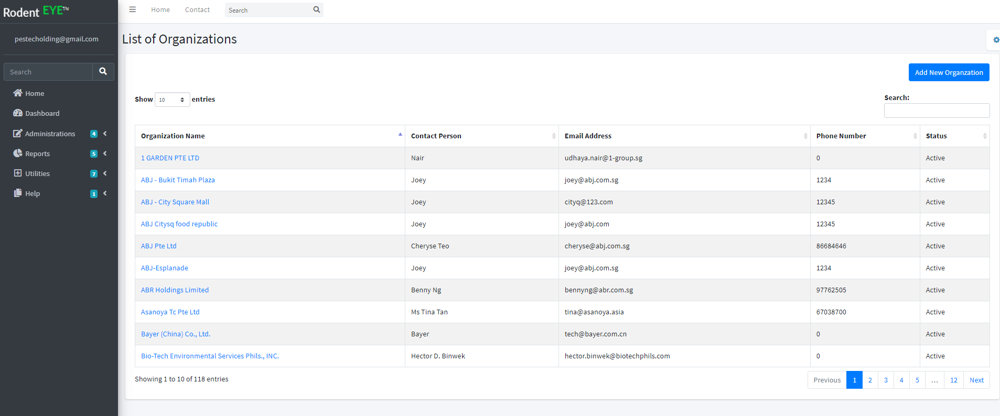 Rodent EYE™
pestecholding@gmail.com
Search
Home
Dashboard
Administrations 4
Reports 5
Utilities 7
Help 1
Home Contact Search
List of Organizations
Add New Organzation
Show 10 entries
Search:
Organization Name Contact Person Email Address Phone Number Status
1 GARDEN PTE LTD Nair udhaya.nair@1-group.sg 0 Active
ABJ - Bukit Timah Plaza Joey joey@abj.com.sg 1234 Active
ABJ - City Square Mall Joey cityq@123.com 12345 Active
ABJ Citysq food republic Joey joey@abj.com 12345 Active
ABJ Pte Ltd Cheryse Teo cheryse@abj.com.sg 86684646 Active
ABJ-Esplanade Joey joey@abj.com.sg 1234 Active
ABR Holdings Limited Benny Ng bennyng@abr.com.sg 97762505 Active
Asanoya Tc Pte Ltd Ms Tina Tan tina@asanoya.asia 67038700 Active
Bayer (China) Co., Ltd. Bayer tech@bayer.com.cn 0 Active
Bio-Tech Environmental Services Phils., INC. Hector D. Binwek hector.binwek@biotechphils.com 0 Active
Showing 1 to 10 of 118 entries
Previous 1 2 3 4 5 … 12 Next